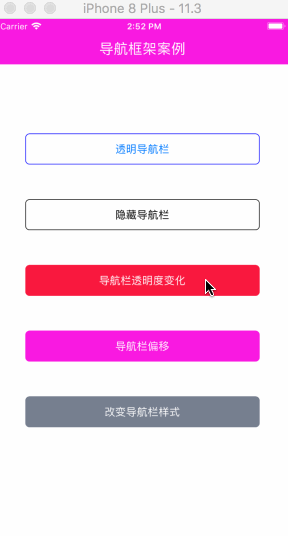 iPhone 8 Plus - 11.3
Carrier 2:52 PM
导航框架案例
透明导航栏
隐藏导航栏
导航栏透明度变化
导航栏偏移
改变导航栏样式